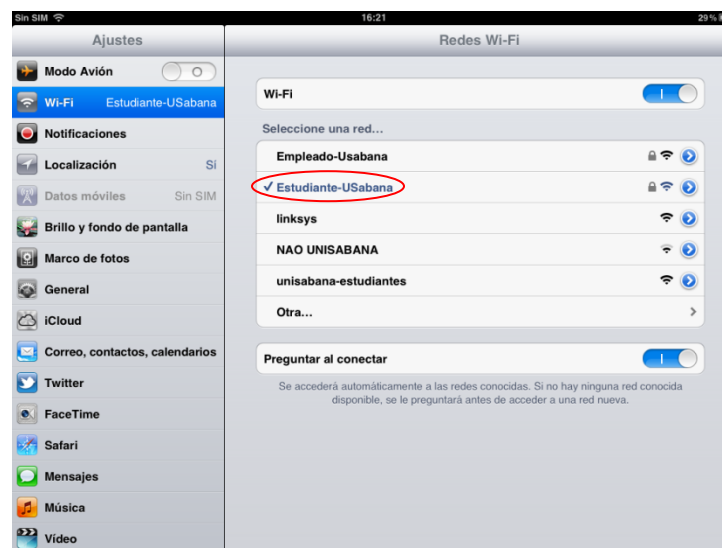 Sin SIM 16:21 29 %
Ajustes
Modo Avión
Wi-Fi Estudiante-USabana
Notificaciones
Localización Sí
Datos móviles Sin SIM
Brillo y fondo de pantalla
Marco de fotos
General
iCloud
Correo, contactos, calendarios
Twitter
FaceTime
Safari
Mensajes
Música
Vídeo
Redes Wi-Fi
Wi-Fi
Seleccione una red...
Empleado-Usabana
✓ Estudiante-USabana
linksys
NAO UNISABANA
unisabana-estudiantes
Otra...
Preguntar al conectar
Se accederá automáticamente a las redes conocidas. Si no hay ninguna red conocida
disponible, se le preguntará antes de acceder a una red nueva.